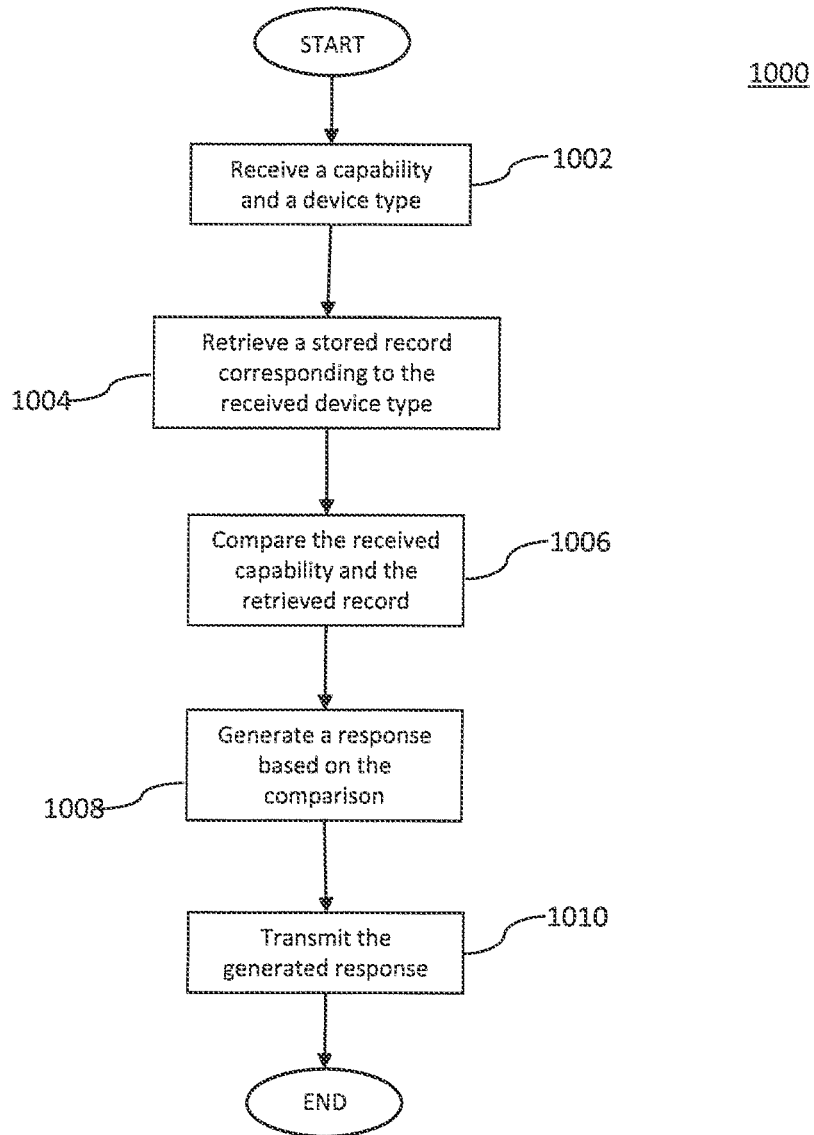 START
1000
Receive a capability
and a device type
1002
Retrieve a stored record
corresponding to the
received device type
1004
Compare the received
capability and the
retrieved record
1006
Generate a response
based on the
comparison
1008
Transmit the
generated response
1010
END